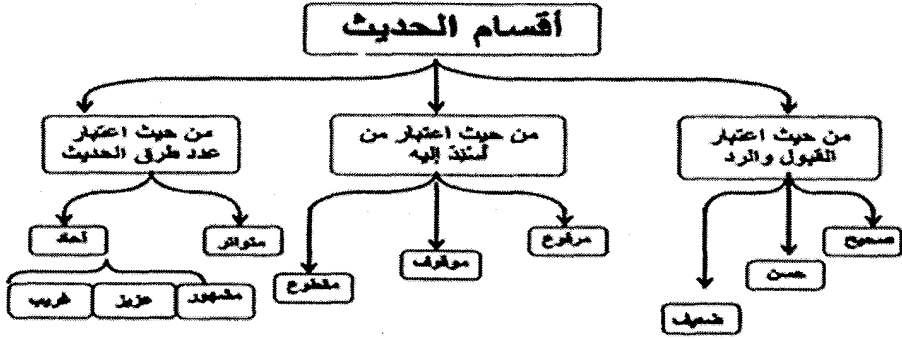 أقسام الحديث
من حيث اعتبار
القبول والرد
من حيث اعتبار من
أسند إليه
من حيث اعتبار
عدد طرق الحديث
صحيح
حسن
ضعيف
مرفوع
موقوف
مقطوع
متواتر
آحاد
مشهور
عزيز
غريب